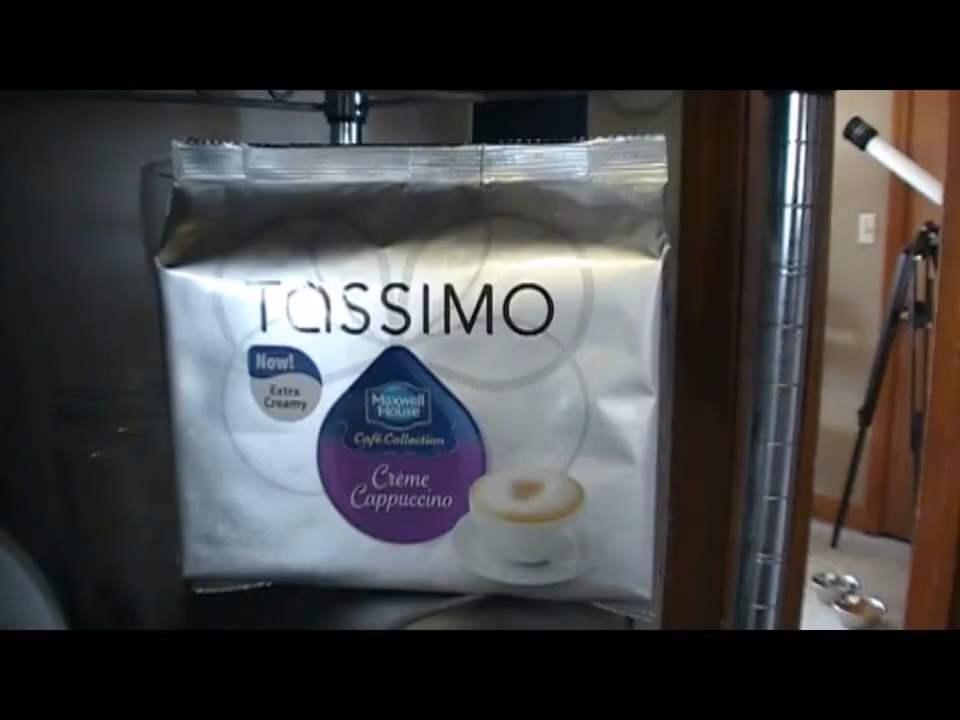 TASSIMO
Now!
Extra
Creamy
Maxwell
House
Café Collection
Crème
Cappuccino